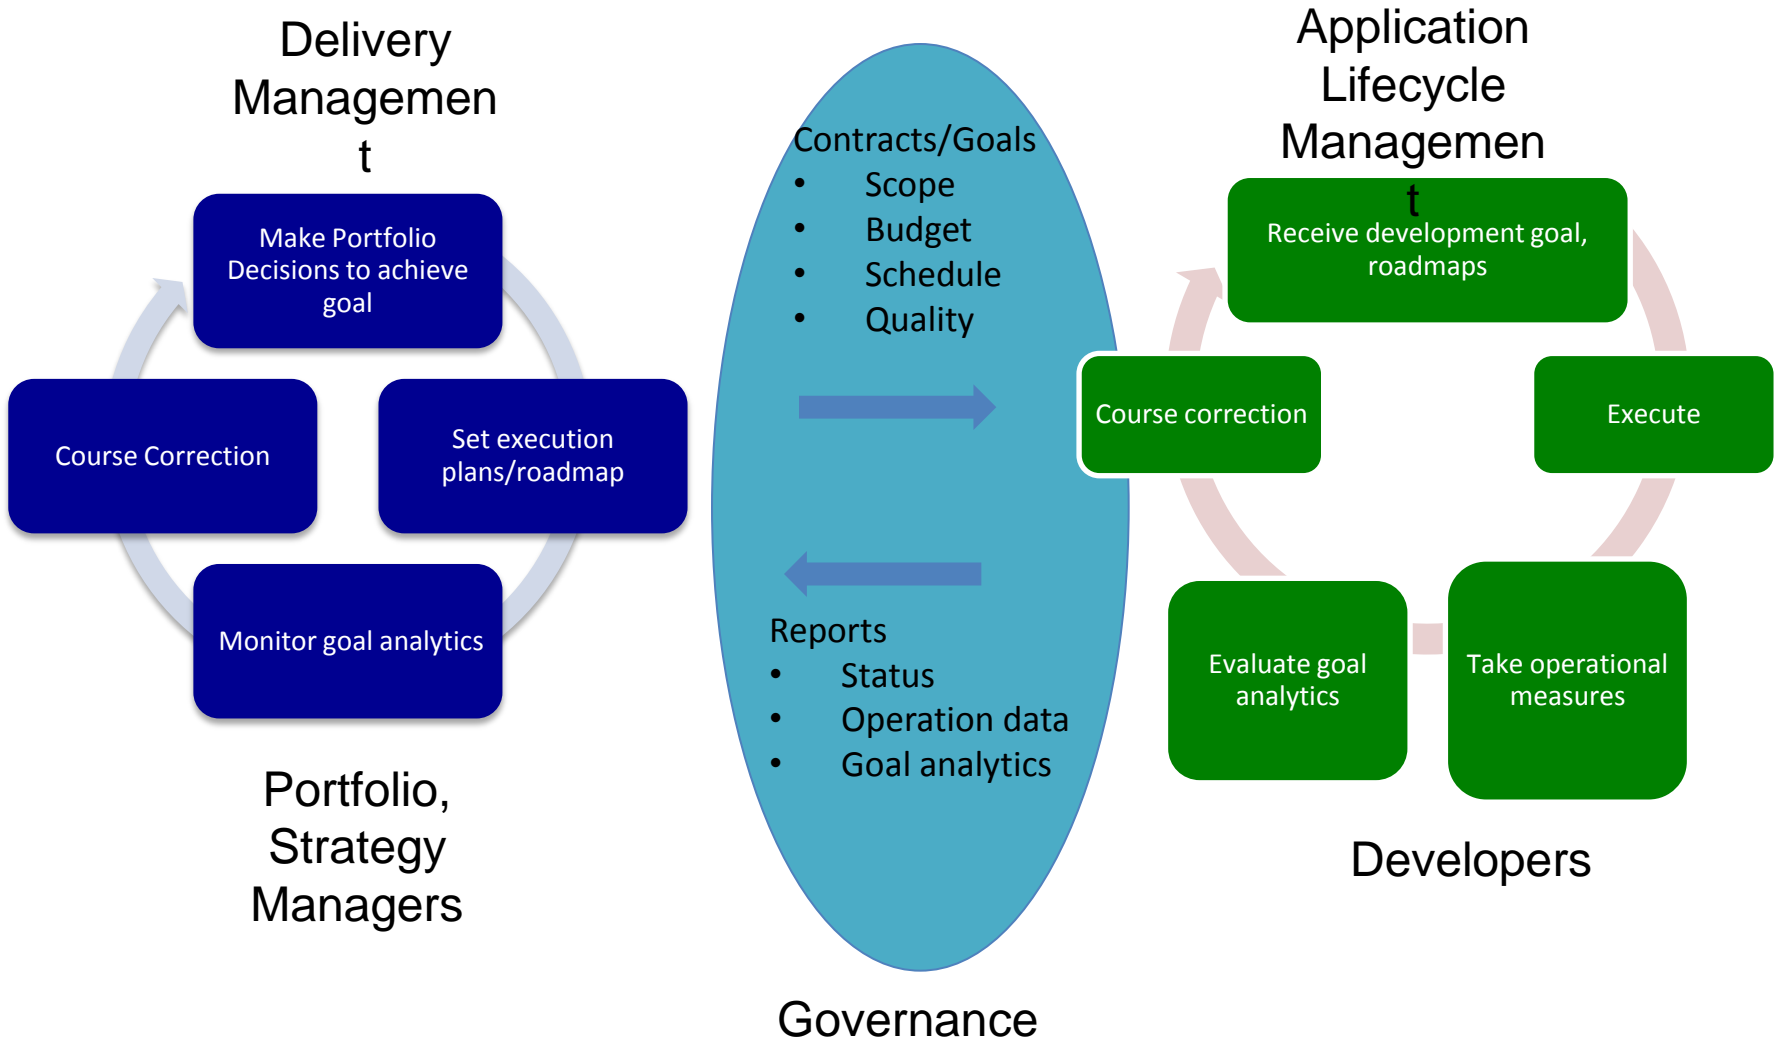 Delivery
Managemen
t
Make Portfolio
Decisions to achieve
goal
Course Correction
Set execution
plans/roadmap
Monitor goal analytics
Portfolio,
Strategy
Managers
Contracts/Goals
• Scope
• Budget
• Schedule
• Quality
Reports
• Status
• Operation data
• Goal analytics
Governance
Application
Lifecycle
Managemen
t
Receive development goal,
roadmaps
Course correction
Execute
Evaluate goal
analytics
Take operational
measures
Developers